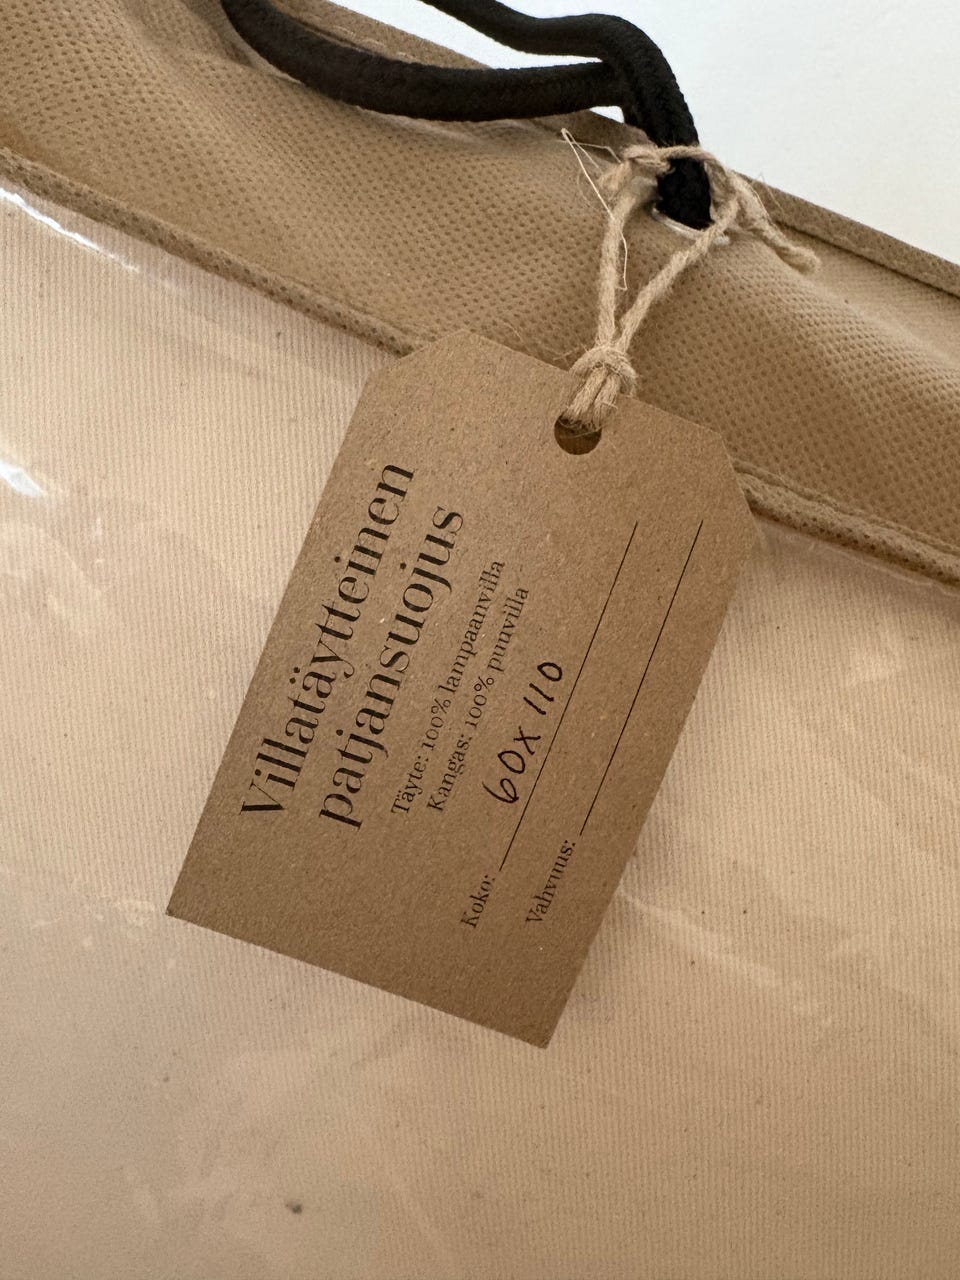 Villatäytteinen
patjansuojus
Täyte: 100% lampaanvilla
Kangas: 100% puuvilla
Koko: 60x110
Vahvuus: